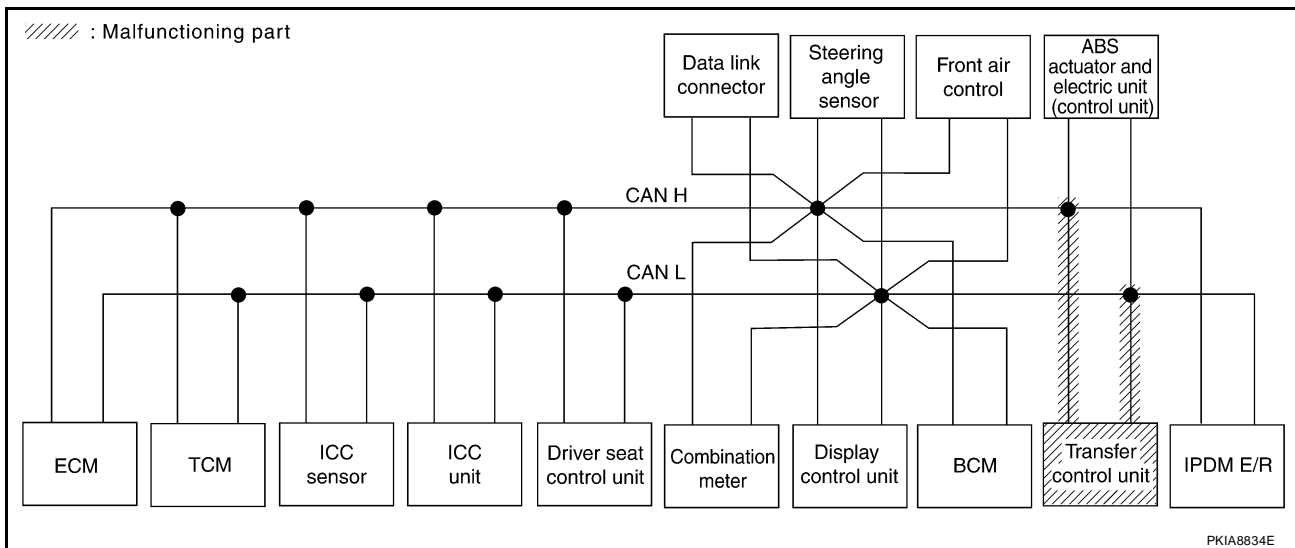 : Malfunctioning part
Data link
connector
Steering
angle
sensor
Front air
control
ABS
actuator and
electric unit
(control unit)
CAN H
CAN L
ECM
TCM
ICC
sensor
ICC
unit
Driver seat
control unit
Combination
meter
Display
control unit
BCM
Transfer
control unit
IPDM E/R
PKIA8834E